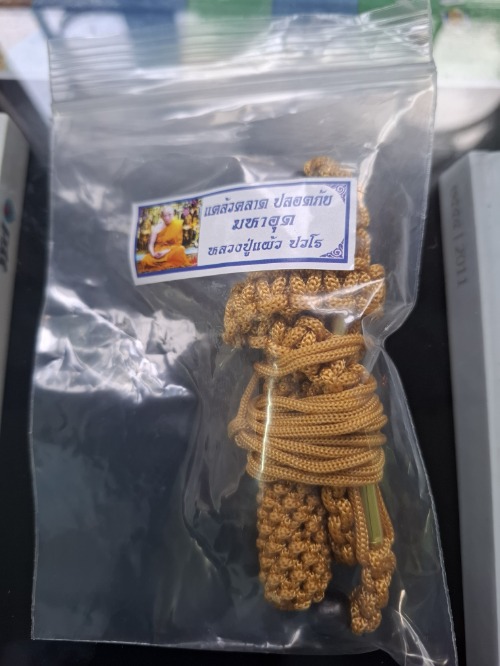 แคล้วคลาด ปลอดภัย
มหาอุด
หลวงปู่แผ้ว ปวโร